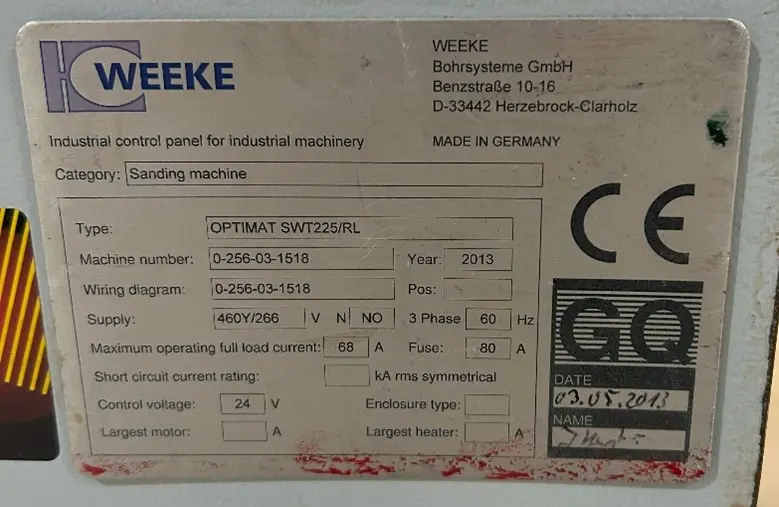 WEEKE
WEEKE
Bohrsysteme GmbH
Benzstraße 10-16
D-33442 Herzebrock-Clarholz
Industrial control panel for industrial machinery
MADE IN GERMANY
Category: Sanding machine
CE
Type: OPTIMAT SWT225/RL
Machine number: 0-256-03-1518 Year: 2013
Wiring diagram: 0-256-03-1518 Pos:
Supply: 460Y/266 V N NO 3 Phase 60 Hz
Maximum operating full load current: 68 A Fuse: 80 A
Short circuit current rating: kA rms symmetrical
Control voltage: 24 V Enclosure type:
Largest motor: A Largest heater: A
GQ
DATE
03.05.2013
NAME